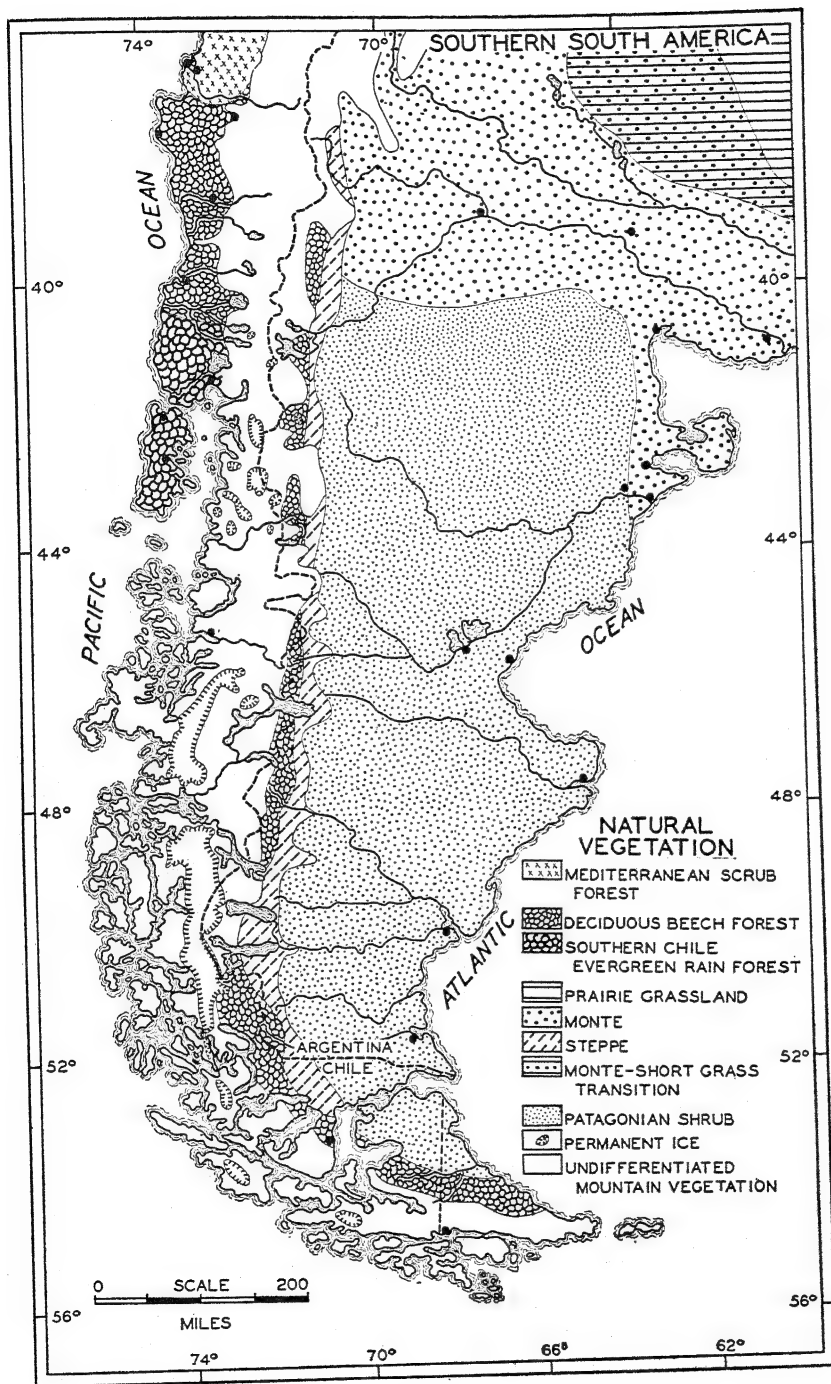 74°
70°
SOUTHERN SOUTH AMERICA
OCEAN
40°
40°
44°
44°
PACIFIC
OCEAN
48°
48°
NATURAL
VEGETATION
MEDITERRANEAN SCRUB
FOREST
DECIDUOUS BEECH FOREST
SOUTHERN CHILE
EVERGREEN RAIN FOREST
ATLANTIC
PRAIRIE GRASSLAND
MONTE
ARGENTINA
STEPPE
52°
CHILE
52°
MONTE-SHORT GRASS
TRANSITION
PATAGONIAN SHRUB
PERMANENT ICE
UNDIFFERENTIATED
MOUNTAIN VEGETATION
0 SCALE 200
MILES
56°
56°
74°
70°
66°
62°